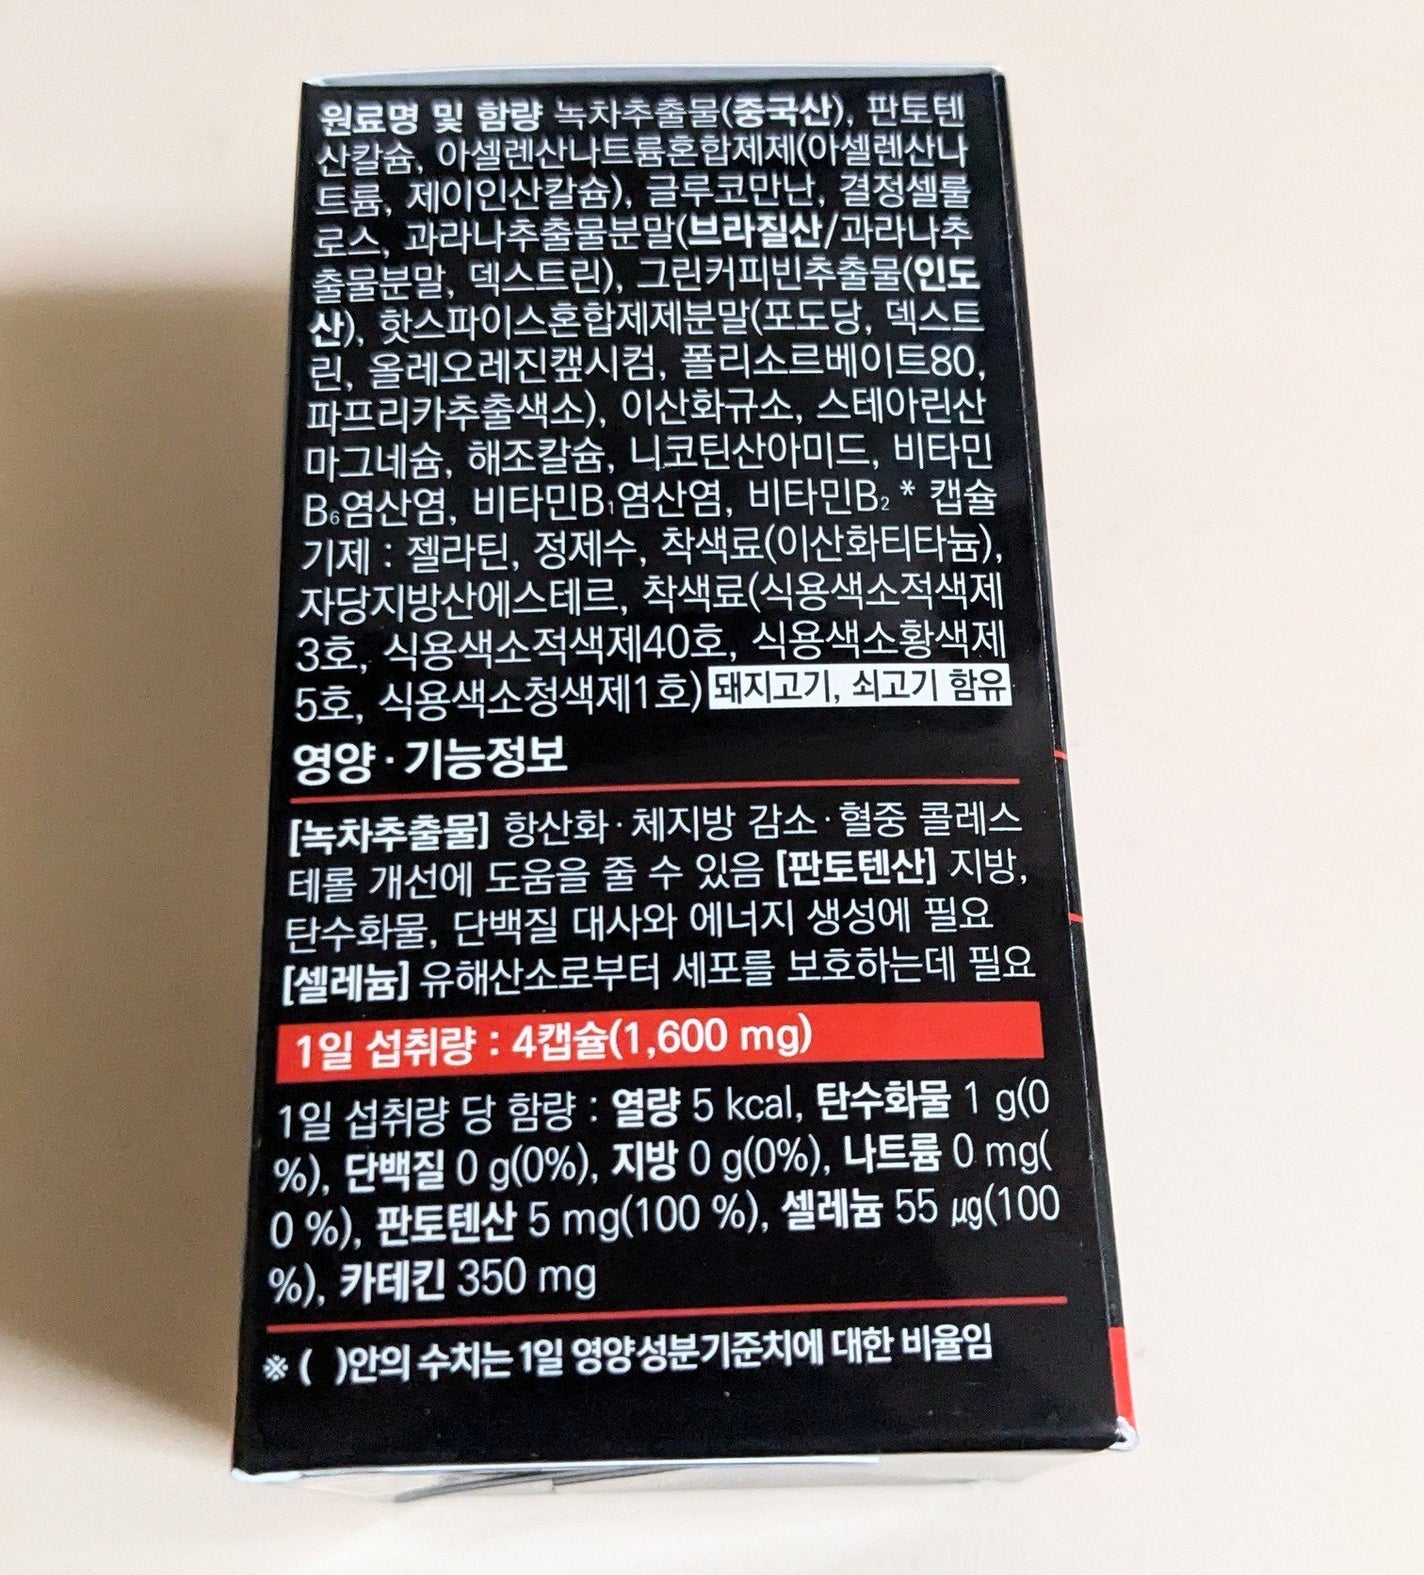 원료명 및 함량 녹차추출물(중국산), 판토텐
산칼슘, 아셀렌산나트륨혼합제제(아셀렌산나
트륨, 제이인산칼슘), 글루코만난, 결정셀룰
로스, 과라나추출물분말(브라질산/과라나추
출물분말, 덱스트린), 그린커피빈추출물(인도
산), 핫스파이스혼합제제분말(포도당, 덱스트
린, 올레오레진캪시컴, 폴리소르베이트80,
파프리카추출색소), 이산화규소, 스테아린산
마그네슘, 해조칼슘, 니코틴산아미드, 비타민
B₆염산염, 비타민B₁염산염, 비타민B₂ * 캡슐
기제 : 젤라틴, 정제수, 착색료(이산화티타늄),
자당지방산에스테르, 착색료(식용색소적색제
3호, 식용색소적색제40호, 식용색소황색제
5호, 식용색소청색제1호) 돼지고기, 쇠고기 함유
영양·기능정보
[녹차추출물] 항산화·체지방 감소·혈중 콜레스
테롤 개선에 도움을 줄 수 있음 [판토텐산] 지방,
탄수화물, 단백질 대사와 에너지 생성에 필요
[셀레늄] 유해산소로부터 세포를 보호하는데 필요
1일 섭취량 : 4캡슐(1,600 mg)
1일 섭취량 당 함량 : 열량 5 kcal, 탄수화물 1 g(0
%), 단백질 0 g(0%), 지방 0 g(0%), 나트륨 0 mg(
0 %), 판토텐산 5 mg(100 %), 셀레늄 55 ㎍(100
%), 카테킨 350 mg
※ (  )안의 수치는 1일 영양성분기준치에 대한 비율임